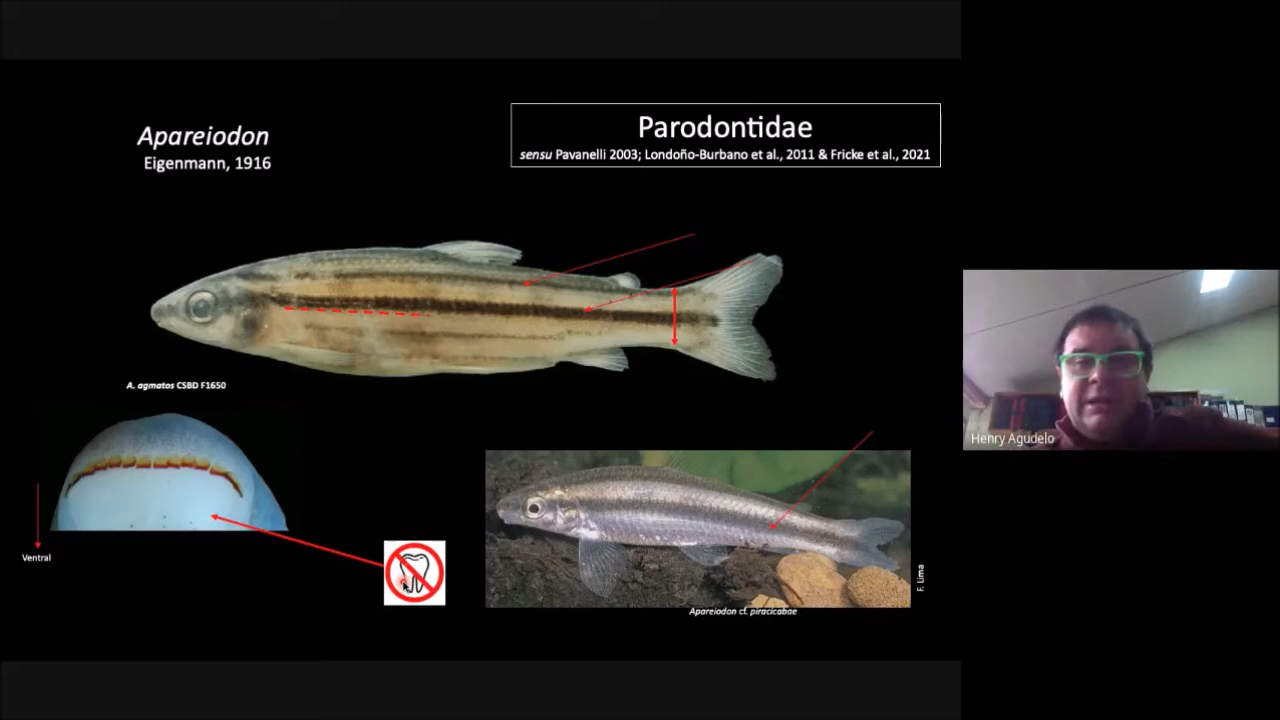 Apareiodon
Eigenmann, 1916
Parodontidae
sensu Pavanelli 2003; Londoño-Burbano et al., 2011 & Fricke et al., 2021
A. agmatos CSBD F1650
Henry Agudelo
Ventral
F. Lima
Apareiodon cf. piracicabae